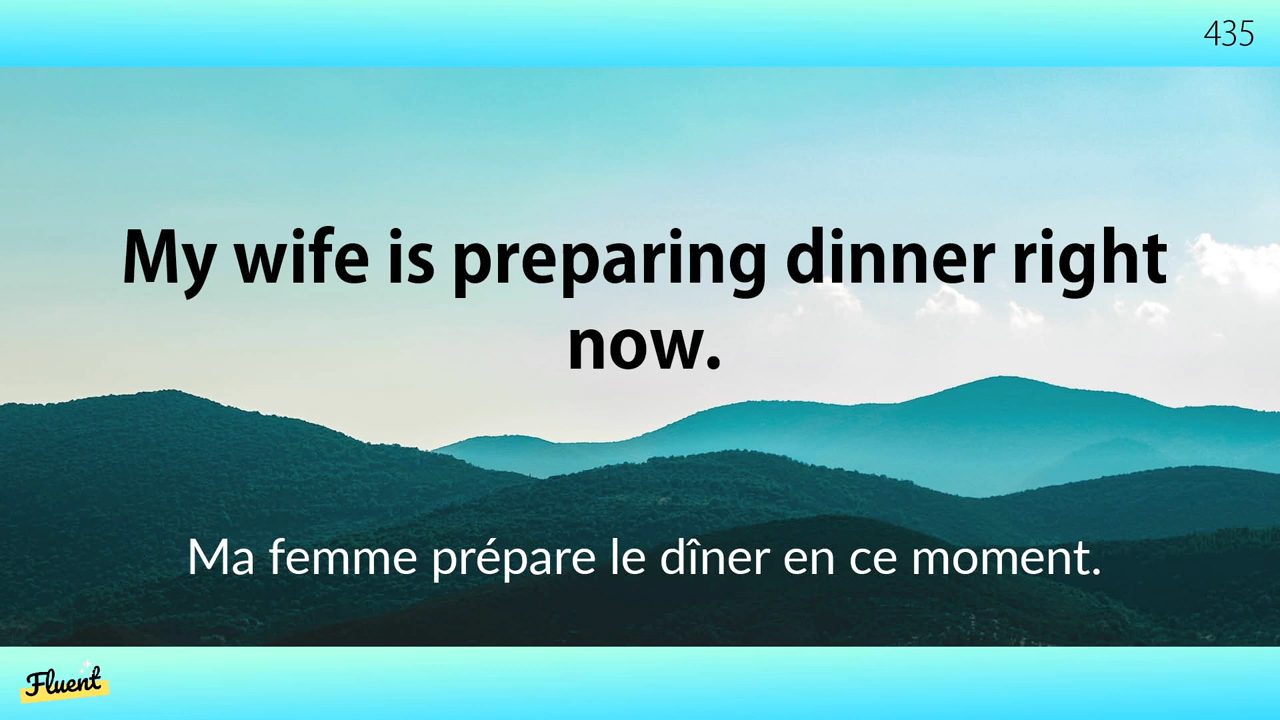 435
My wife is preparing dinner right
now.
Ma femme prépare le dîner en ce moment.
Fluent